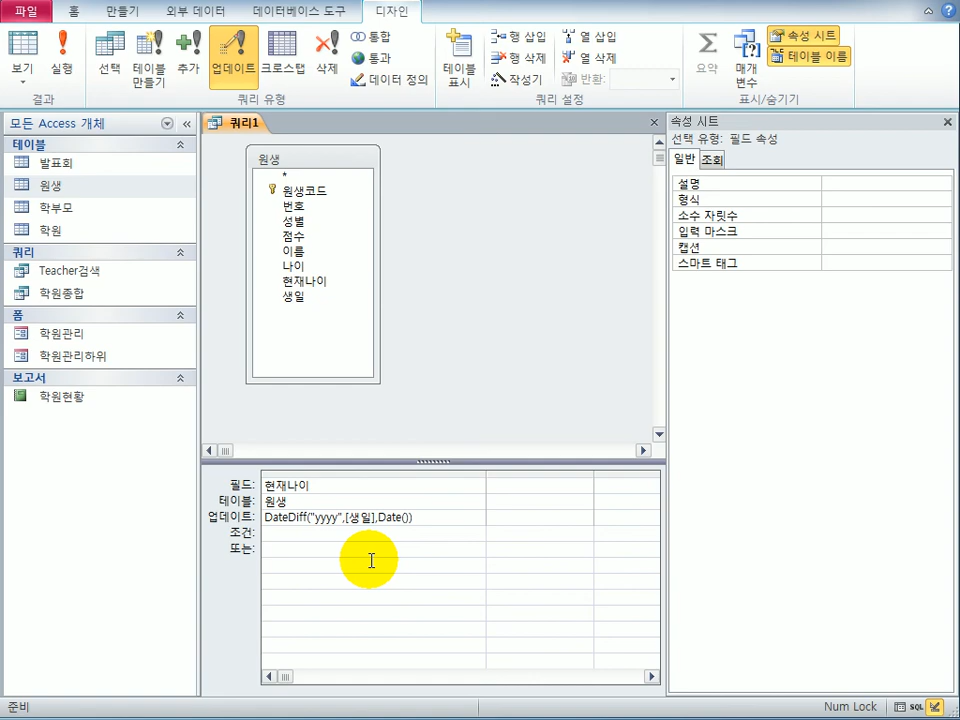 파일 홈 만들기 외부 데이터 데이터베이스 도구 디자인
보기 실행 선택 테이블 만들기 추가 업데이트 크로스탭 삭제
통합
통과
데이터 정의
테이블 표시
행 삽입
행 삭제
작성기
열 삽입
열 삭제
반환:
Σ
요약
매개 변수
속성 시트
테이블 이름
결과 쿼리 유형 쿼리 설정 표시/숨기기
모든 Access 개체
테이블
발표회
원생
학부모
학원
쿼리
Teacher검색
학원종합
폼
학원관리
학원관리하위
보고서
학원현황
쿼리1
원생
*
원생코드
번호
성별
점수
이름
나이
현재나이
생일
필드: 현재나이
테이블: 원생
업데이트: DateDiff("yyyy",[생일],Date())
조건:
또는:
속성 시트
선택 유형: 필드 속성
일반 조회
설명
형식
소수 자릿수
입력 마스크
캡션
스마트 태그
준비
Num Lock
SQL